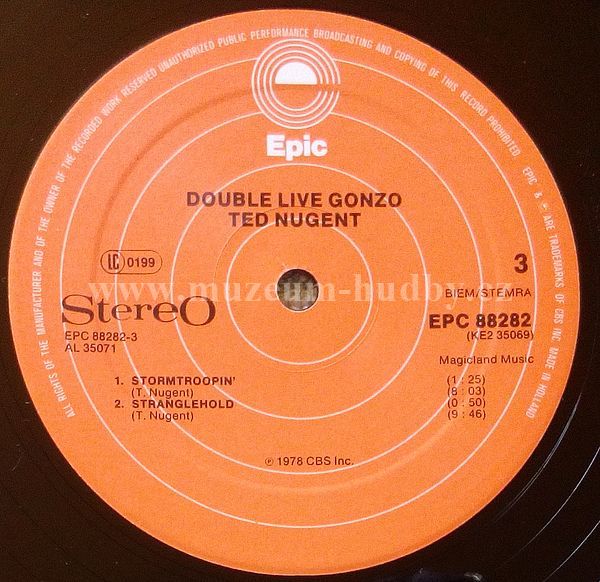 ALL RIGHTS OF THE MANUFACTURER AND OF THE OWNER OF THE RECORDED WORK RESERVED UNAUTHORIZED PUBLIC PERFORMANCE BROADCASTING AND COPYING OF THIS RECORD PROHIBITED. EPIC & ARE TRADEMARKS OF CBS INC. MADE IN HOLLAND
Epic
DOUBLE LIVE GONZO
TED NUGENT
LC 0199
3
www.muzeum-hudby.
Stereo
BIEM/STEMRA
EPC 88282
(KE2 35069)
EPC 88282-3
AL 35071
Magicland Music
1. STORMTROOPIN' (1:25)
(T. Nugent) (8:03)
2. STRANGLEHOLD (0:50)
(T. Nugent) (9:46)
℗ 1978 CBS Inc.